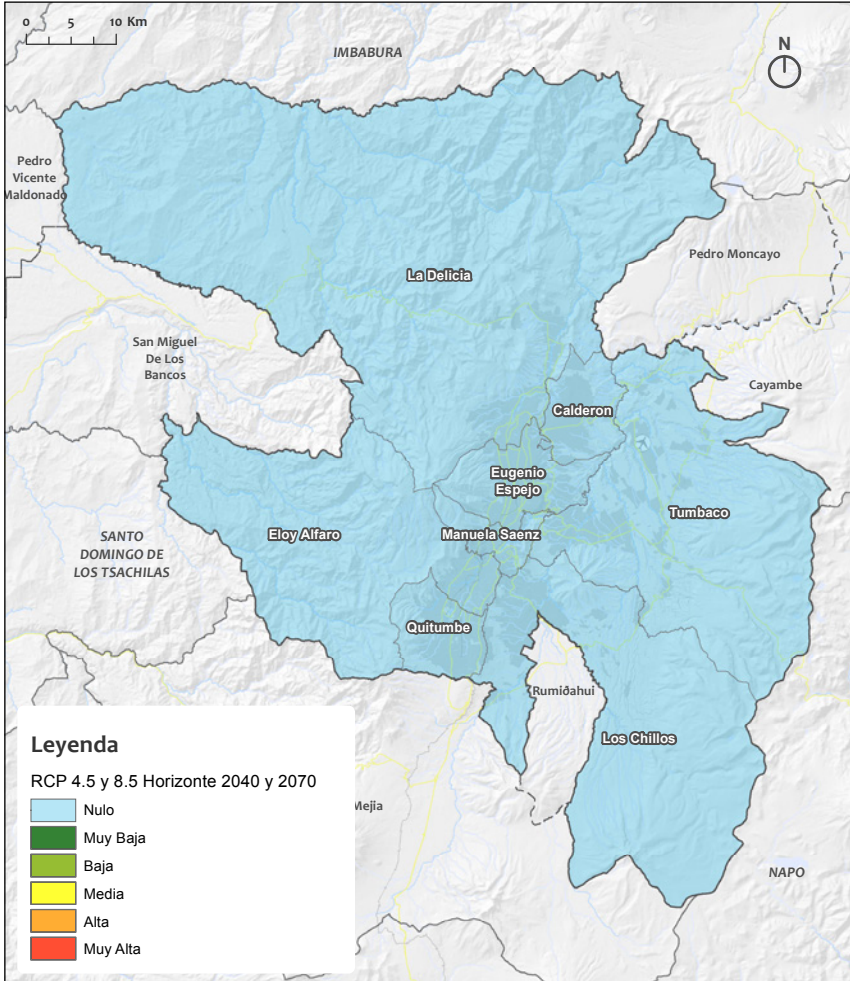 0 5 10 Km
IMBABURA
N
Pedro
Vicente
Maldonado
La Delicia
Pedro Moncayo
San Miguel
De Los
Bancos
Cayambe
Calderon
Eugenio
Espejo
Tumbaco
SANTO
DOMINGO DE
LOS TSACHILAS
Eloy Alfaro
Manuela Saenz
Quitumbe
Rumiðahui
Los Chillos
Mejia
NAPO
Leyenda
RCP 4.5 y 8.5 Horizonte 2040 y 2070
Nulo
Muy Baja
Baja
Media
Alta
Muy Alta